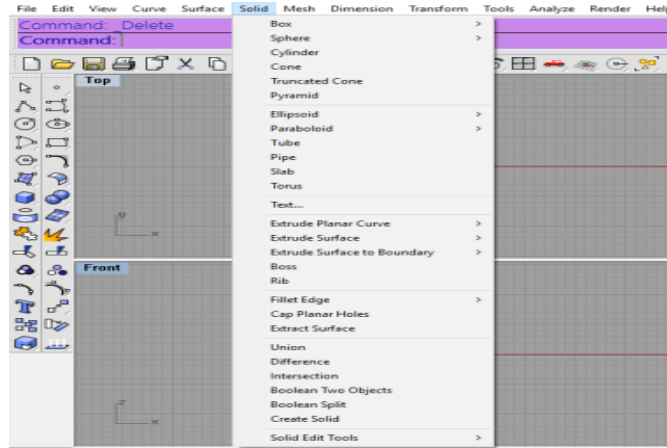 File Edit View Curve Surface Solid Mesh Dimension Transform Tools Analyze Render Help
Command: _Delete
Command:
Top
Box
Sphere
Cylinder
Cone
Truncated Cone
Pyramid
Ellipsoid
Paraboloid
Tube
Pipe
Slab
Torus
Text...
Extrude Planar Curve
Extrude Surface
Extrude Surface to Boundary
Boss
Rib
Fillet Edge
Cap Planar Holes
Extract Surface
Union
Difference
Intersection
Boolean Two Objects
Boolean Split
Create Solid
Solid Edit Tools
y
x
Front
z
x